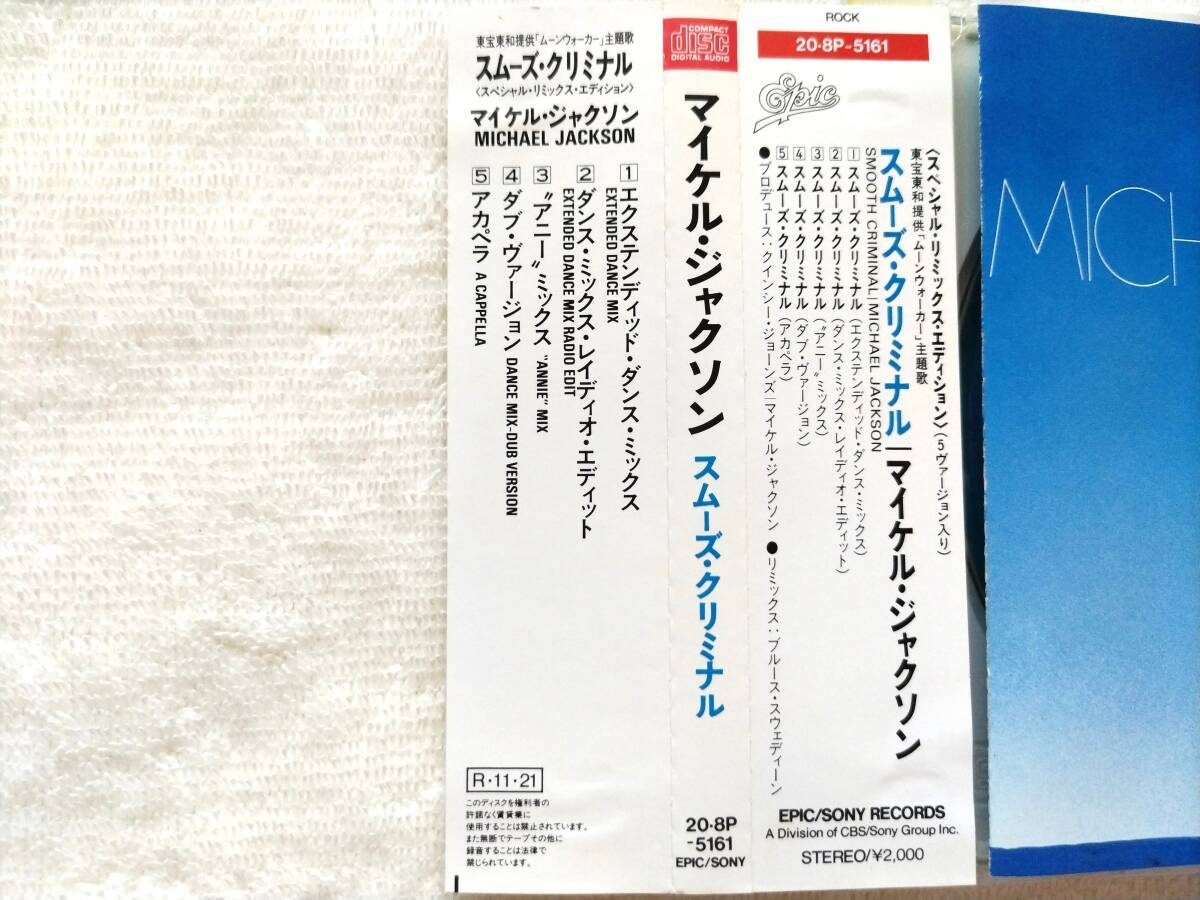 東宝東和提供「ムーンウォーカー」主題歌
スムーズ・クリミナル
〈スペシャル・リミックス・エディション〉
マイケル・ジャクソン
MICHAEL JACKSON
1 エクステンディッド・ダンス・ミックス
EXTENDED DANCE MIX
2 ダンス・ミックス・レイディオ・エディット
EXTENDED DANCE MIX RADIO EDIT
3 “アニー”ミックス "ANNIE" MIX
4 ダブ・ヴァージョン DANCE MIX-DUB VERSION
5 アカペラ A CAPPELLA
R・11・21
このディスクを権利者の
許諾なく賃貸業に
使用することは禁止されています。
また無断でテープその他に
録音することは法律で
禁じられています。
COMPACT
disc
DIGITAL AUDIO
マイケル・ジャクソン スムーズ・クリミナル
20・8P
-5161
EPIC/SONY
ROCK
20・8P-5161
Epic
〈スペシャル・リミックス・エディション〉(5ヴァージョン入り)
東宝東和提供「ムーンウォーカー」主題歌
スムーズ・クリミナル/マイケル・ジャクソン
SMOOTH CRIMINAL/MICHAEL JACKSON
1 スムーズ・クリミナル(エクステンディッド・ダンス・ミックス)
2 スムーズ・クリミナル(ダンス・ミックス・レイディオ・エディット)
3 スムーズ・クリミナル(“アニー”ミックス)
4 スムーズ・クリミナル(ダブ・ヴァージョン)
5 スムーズ・クリミナル(アカペラ)
●プロデュース:クインシー・ジョーンズ/マイケル・ジャクソン ●リミックス:ブルース・スウェディーン
EPIC/SONY RECORDS
A Division of CBS/Sony Group Inc.
STEREO/¥2,000
MICH